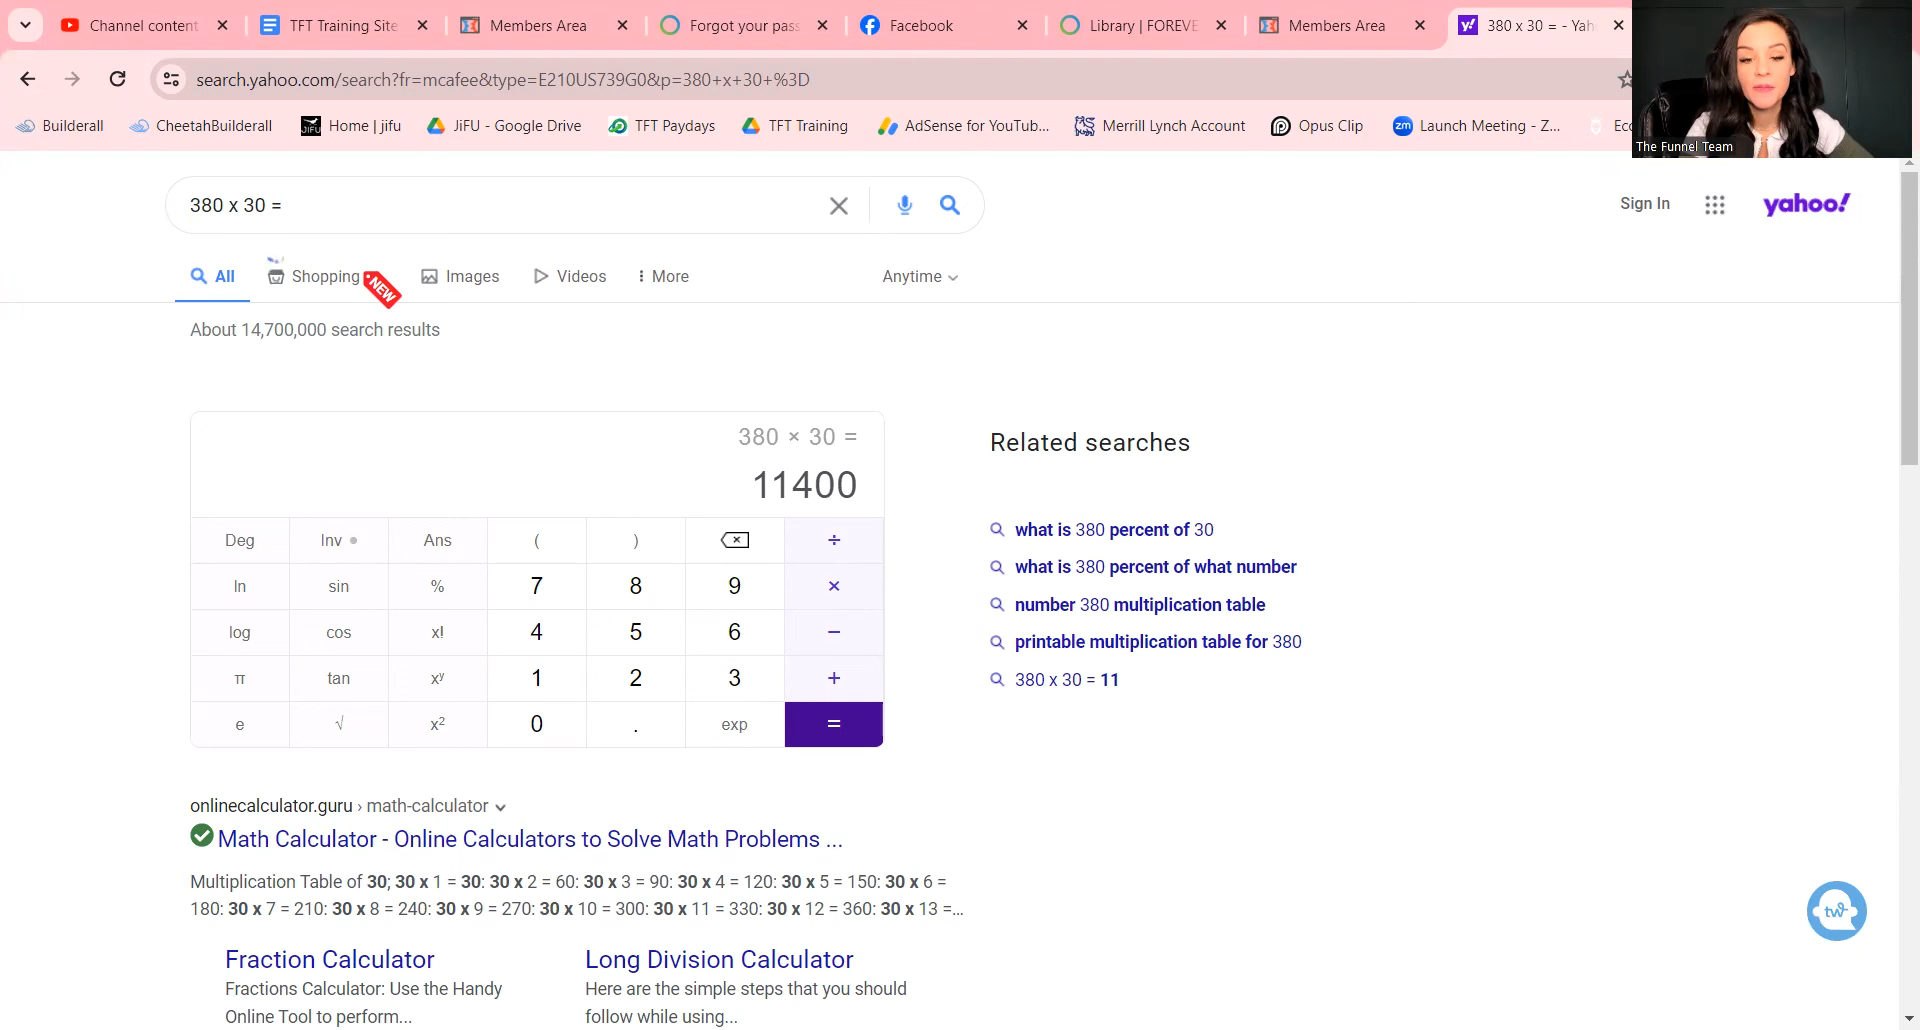 Channel content
TFT Training Site
Members Area
Forgot your pass
Facebook
Library | FOREVE
Members Area
y!
380 x 30 = - Yah
search.yahoo.com/search?fr=mcafee&type=E210US739G0&p=380+x+30+%3D
Builderall
CheetahBuilderall
JIFU
Home | jifu
JiFU - Google Drive
TFT Paydays
TFT Training
AdSense for YouTub...
Merrill Lynch Account
Opus Clip
zm
Launch Meeting - Z...
Ecc
The Funnel Team
380 x 30 =
Sign In
yahoo!
All
Shopping
NEW
Images
Videos
More
Anytime
About 14,700,000 search results
380 × 30 =
11400
Deg
Inv
Ans
(
)
÷
ln
sin
%
7
8
9
×
log
cos
x!
4
5
6
−
π
tan
xʸ
1
2
3
+
e
√
x²
0
.
exp
=
Related searches
what is 380 percent of 30
what is 380 percent of what number
number 380 multiplication table
printable multiplication table for 380
380 x 30 = 11
onlinecalculator.guru › math-calculator
Math Calculator - Online Calculators to Solve Math Problems ...
Multiplication Table of 30; 30 x 1 = 30: 30 x 2 = 60: 30 x 3 = 90: 30 x 4 = 120: 30 x 5 = 150: 30 x 6 =
180: 30 x 7 = 210: 30 x 8 = 240: 30 x 9 = 270: 30 x 10 = 300: 30 x 11 = 330: 30 x 12 = 360: 30 x 13 =...
Fractions Calculator
Fractions Calculator: Use the Handy
Online Tool to perform...
Long Division Calculator
Here are the simple steps that you should
follow while using...
tw